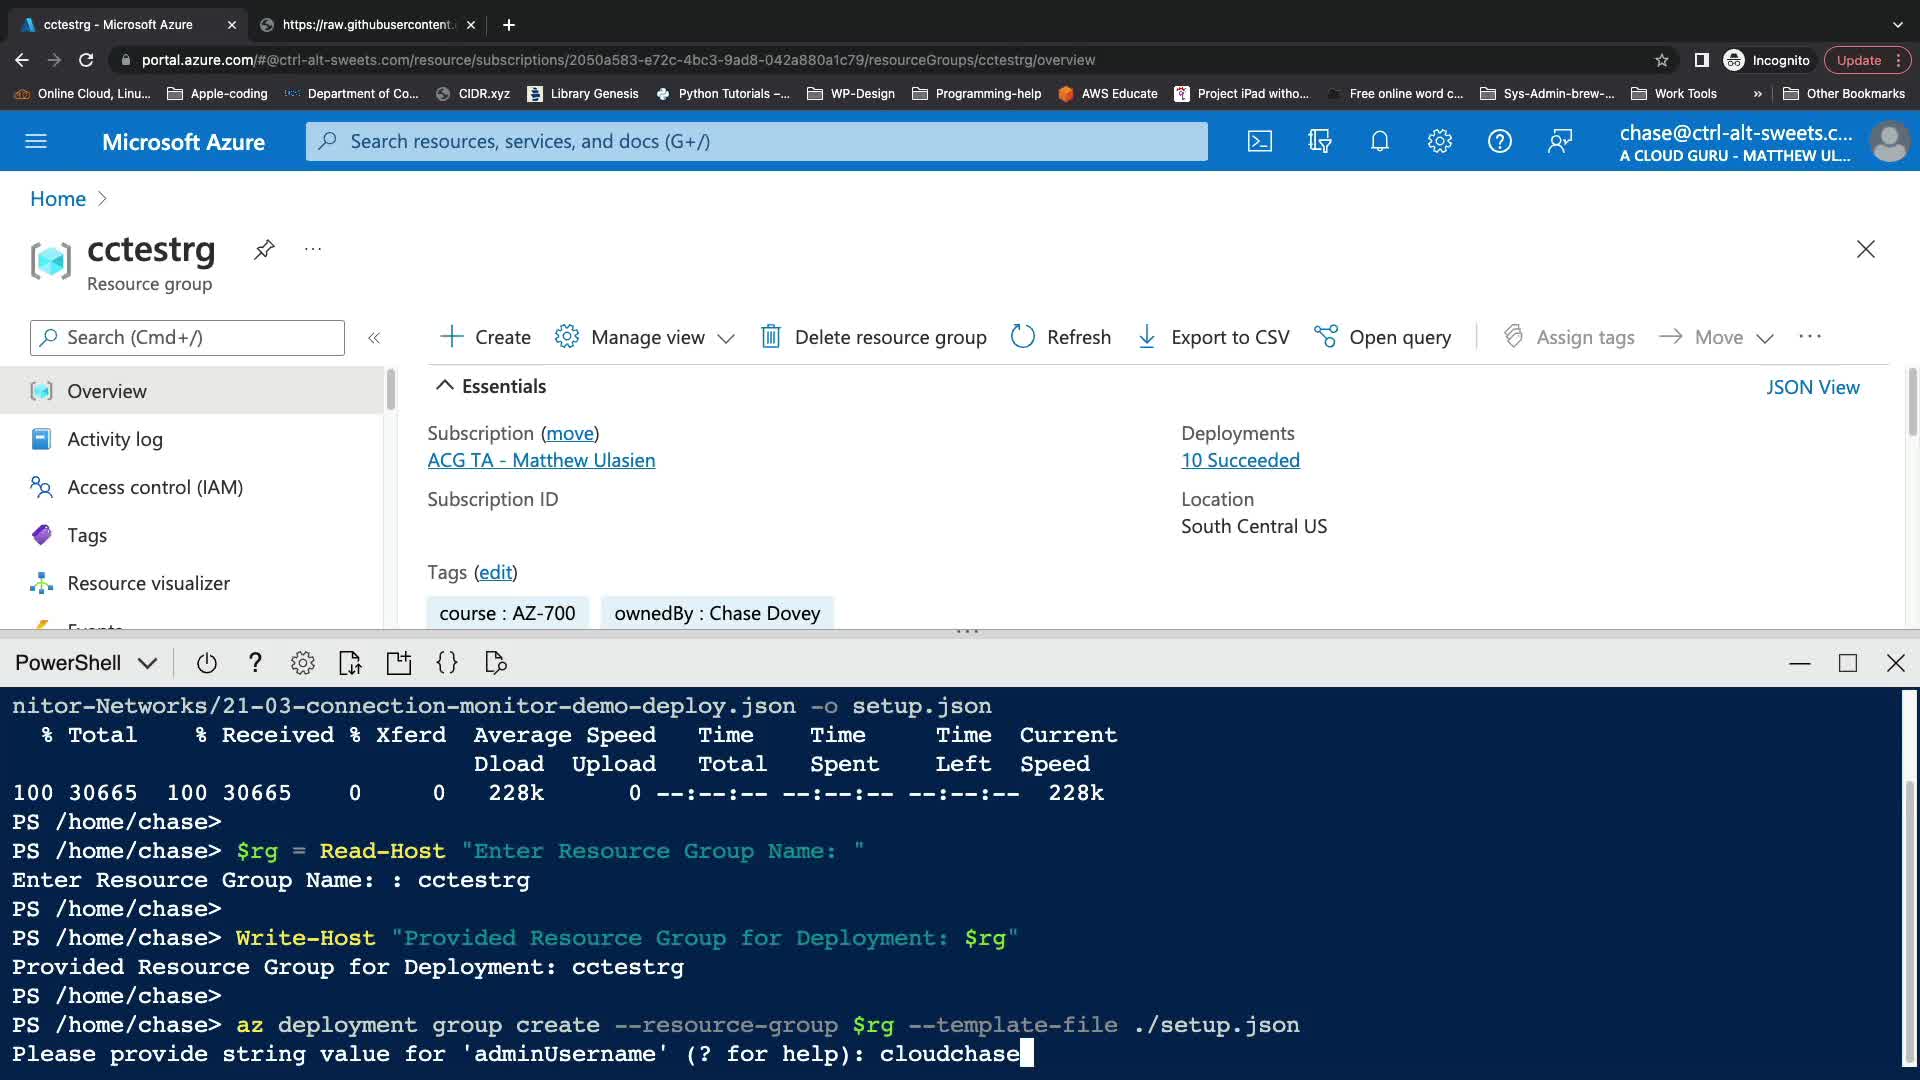 cctestrg - Microsoft Azure
https://raw.githubusercontent.
portal.azure.com/#@ctrl-alt-sweets.com/resource/subscriptions/2050a583-e72c-4bc3-9ad8-042a880a1c79/resourceGroups/cctestrg/overview
Incognito
Update
Online Cloud, Linu...
Apple-coding
Department of Co...
CIDR.xyz
Library Genesis
Python Tutorials –...
WP-Design
Programming-help
AWS Educate
Project iPad witho...
Free online word c...
Sys-Admin-brew-...
Work Tools
»
Other Bookmarks
Microsoft Azure
Search resources, services, and docs (G+/)
chase@ctrl-alt-sweets.c...
A CLOUD GURU - MATTHEW UL...
Home >
cctestrg
...
Resource group
Search (Cmd+/)
«
Create
Manage view
Delete resource group
Refresh
Export to CSV
Open query
Assign tags
Move
...
Overview
Activity log
Access control (IAM)
Tags
Resource visualizer
Events
Essentials
JSON View
Subscription (move)
ACG TA - Matthew Ulasien
Subscription ID
Deployments
10 Succeeded
Location
South Central US
Tags (edit)
course : AZ-700
ownedBy : Chase Dovey
PowerShell
?
{}
nitor-Networks/21-03-connection-monitor-demo-deploy.json -o setup.json
% Total % Received % Xferd Average Speed Time Time Time Current
Dload Upload Total Spent Left Speed
100 30665 100 30665 0 0 228k 0 --:--:-- --:--:-- --:--:-- 228k
PS /home/chase>
PS /home/chase> $rg = Read-Host "Enter Resource Group Name: "
Enter Resource Group Name: : cctestrg
PS /home/chase>
PS /home/chase> Write-Host "Provided Resource Group for Deployment: $rg"
Provided Resource Group for Deployment: cctestrg
PS /home/chase>
PS /home/chase> az deployment group create --resource-group $rg --template-file ./setup.json
Please provide string value for 'adminUsername' (? for help): cloudchase